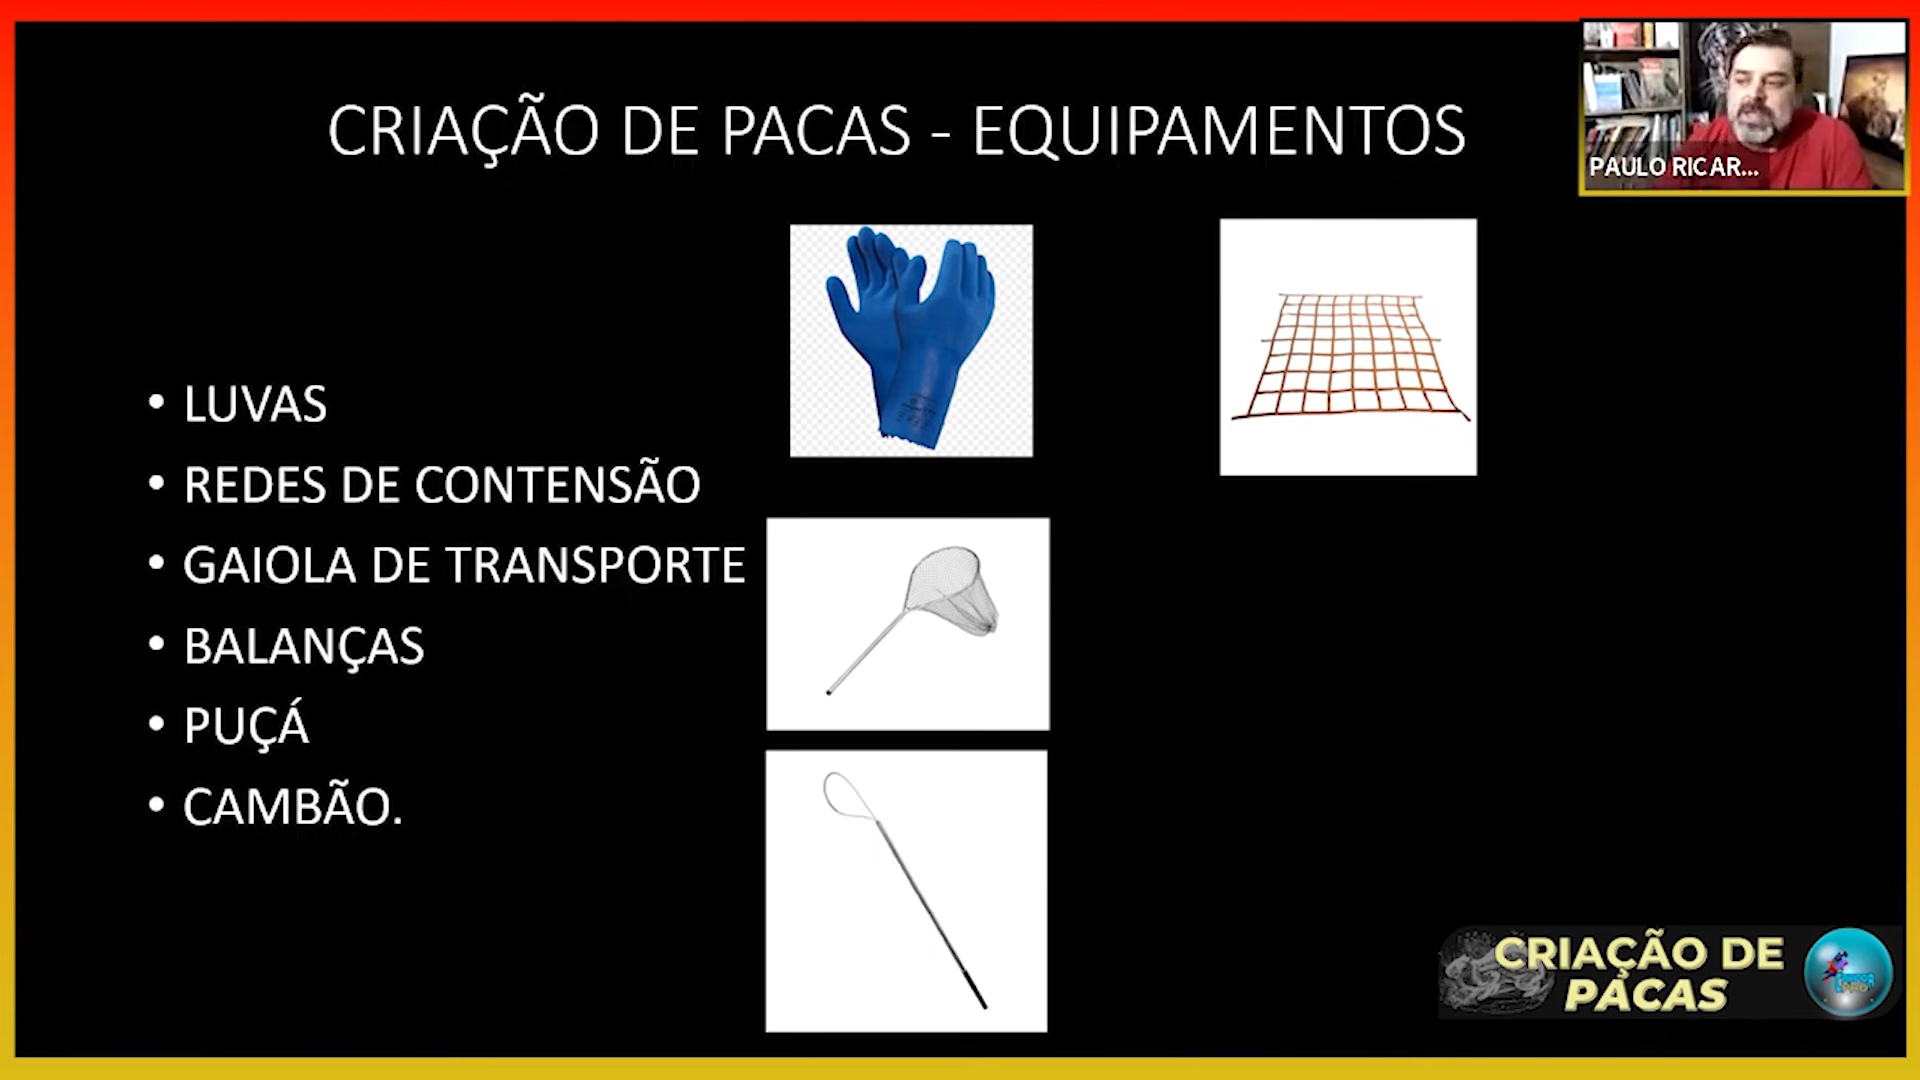 CRIAÇÃO DE PACAS - EQUIPAMENTOS
PAULO RICAR...
• LUVAS
• REDES DE CONTENSÃO
• GAIOLA DE TRANSPORTE
• BALANÇAS
• PUÇÁ
• CAMBÃO.
CRIAÇÃO DE
PACAS